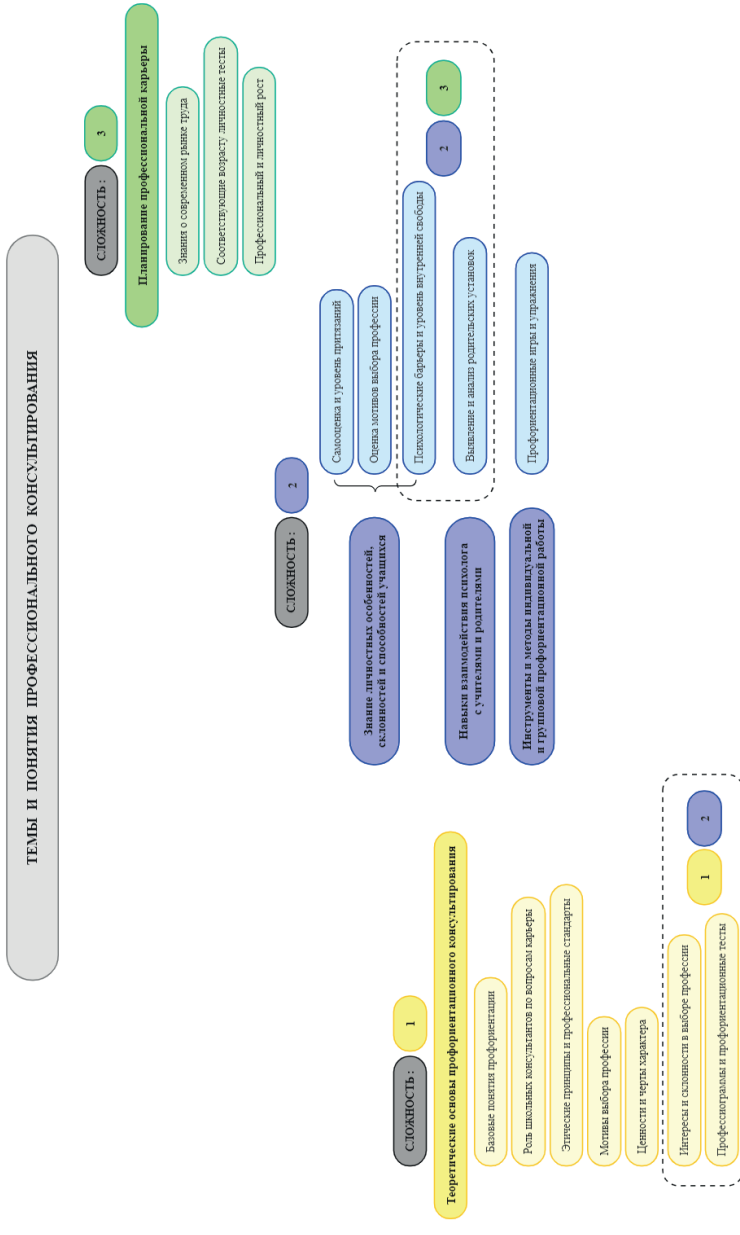 ТЕМЫ И ПОНЯТИЯ ПРОФЕССИОНАЛЬНОГО КОНСУЛЬТИРОВАНИЯ
СЛОЖНОСТЬ:
1
Теоретические основы профориентационного консультирования
Базовые понятия профориентации
Роль школьных консультантов по вопросам карьеры
Этические принципы и профессиональные стандарты
Мотивы выбора профессии
Ценности и черты характера
Интересы и склонности в выборе профессии
Профессиограммы и профориентационные тесты
1
2
СЛОЖНОСТЬ:
2
Знание личностных особенностей,
склонностей и способностей учащихся
Самооценка и уровень притязаний
Оценка мотивов выбора профессии
Психологические барьеры и уровень внутренней свободы
Навыки взаимодействия психолога
с учителями и родителями
Выявление и анализ родительских установок
2
3
Инструменты и методы индивидуальной
и групповой профориентационной работы
Профориентационные игры и упражнения
СЛОЖНОСТЬ:
3
Планирование профессиональной карьеры
Знания о современном рынке труда
Соответствующие возрасту личностные тесты
Профессиональный и личностный рост